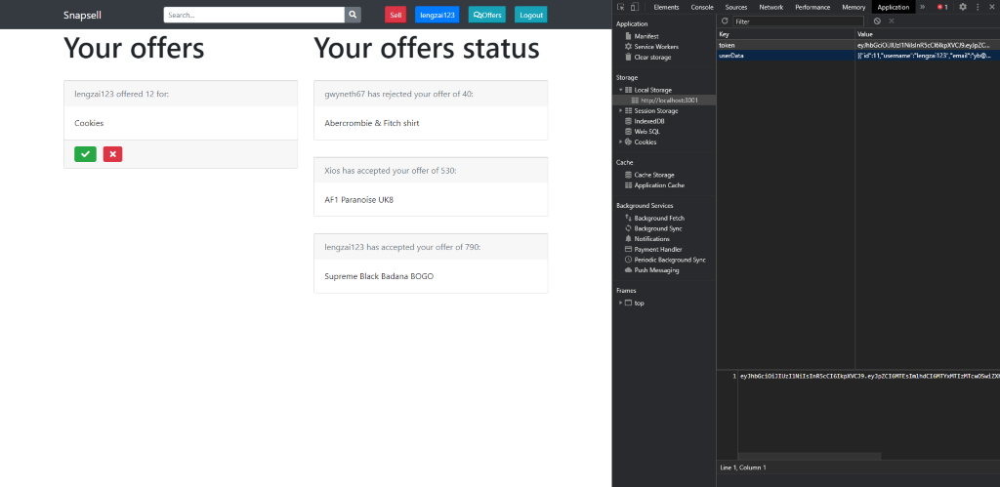 Snapsell
Search...
Sell
lengzai123
Offers
Logout
Your offers
lengzai123 offered 12 for:
Cookies
Your offers status
gwyneth67 has rejected your offer of 40:
Abercrombie & Fitch shirt
Xios has accepted your offer of 530:
AF1 Paranoise UK8
lengzai123 has accepted your offer of 790:
Supreme Black Badana BOGO
Elements Console Sources Network Performance Memory Application » 1
Application
Manifest
Service Workers
Clear storage
Storage
Local Storage
http://localhost:3001
Session Storage
IndexedDB
Web SQL
Cookies
Cache
Cache Storage
Application Cache
Background Services
Background Fetch
Background Sync
Notifications
Payment Handler
Periodic Background Sync
Push Messaging
Frames
top
Filter
Key Value
token eyJhbGciOiJIUzI1NiIsInR5cCI6IkpXVCJ9.eyJpZC...
userData [{"id":11,"username":"lengzai123","email":"yb@...
1 eyJhbGciOiJIUzI1NiIsInR5cCI6IkpXVCJ9.eyJpZCI6MTEsImlhdCI6MTYxMTIzMTcwOSwiZXh
Line 1, Column 1